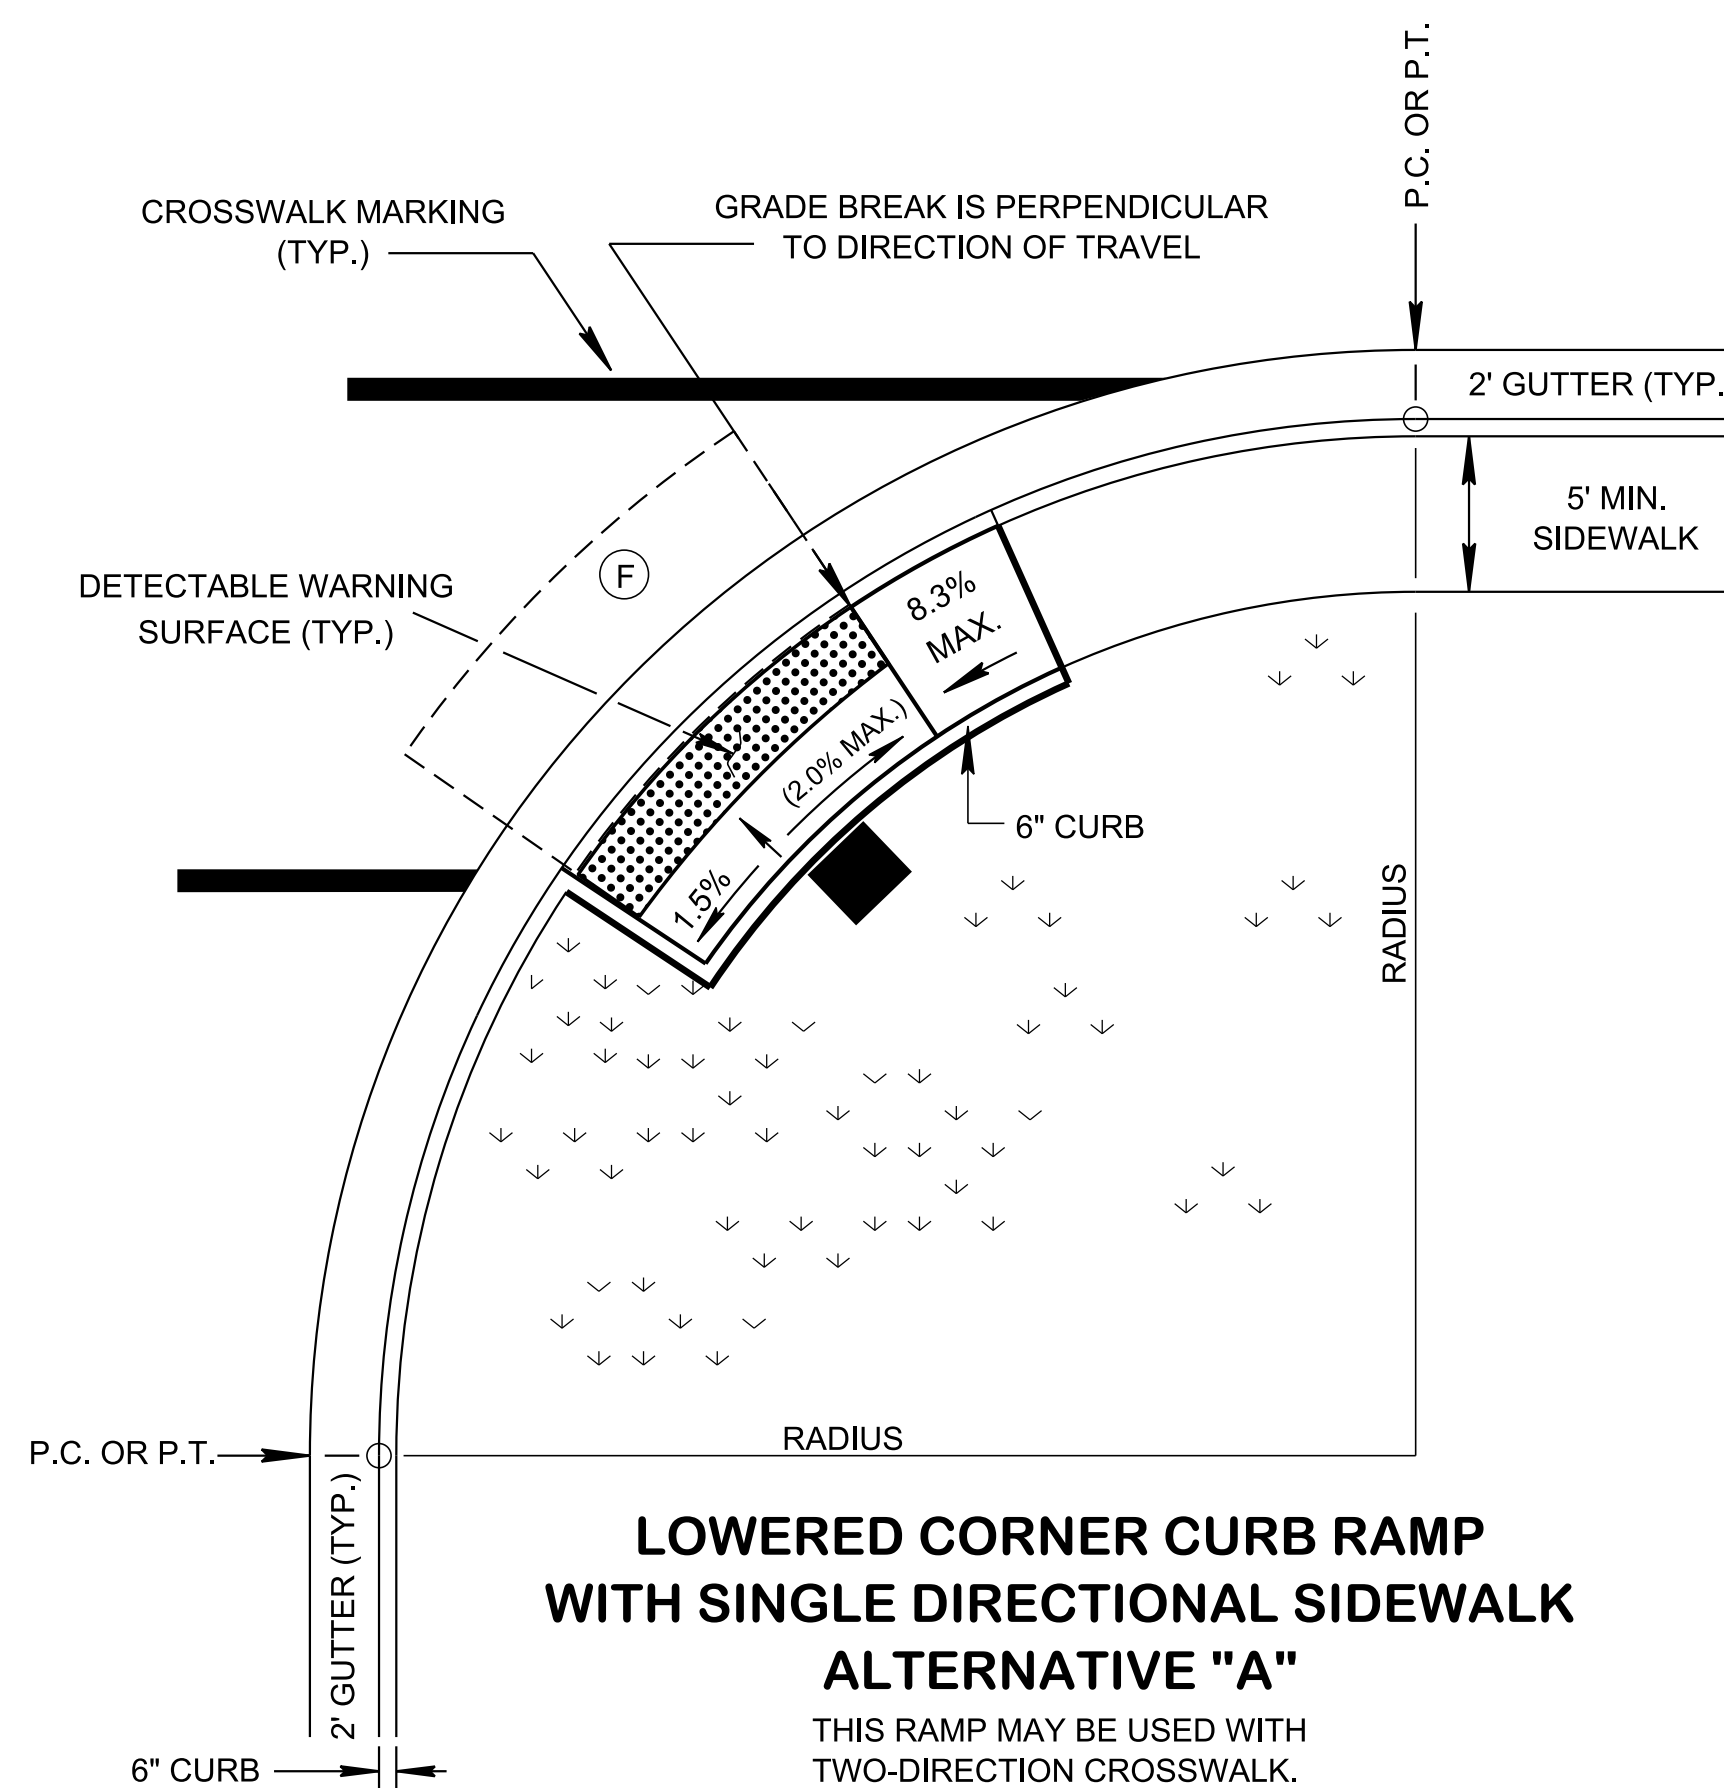 P.C. OR P.T.
CROSSWALK MARKING
(TYP.)
GRADE BREAK IS PERPENDICULAR
TO DIRECTION OF TRAVEL
2' GUTTER (TYP.
5' MIN.
SIDEWALK
F
DETECTABLE WARNING
SURFACE (TYP.)
8.3%
MAX.
(2.0% MAX.)
1.5%
6" CURB
RADIUS
RADIUS
P.C. OR P.T.
2' GUTTER (TYP.)
LOWERED CORNER CURB RAMP
WITH SINGLE DIRECTIONAL SIDEWALK
ALTERNATIVE "A"
THIS RAMP MAY BE USED WITH
TWO-DIRECTION CROSSWALK.
6" CURB